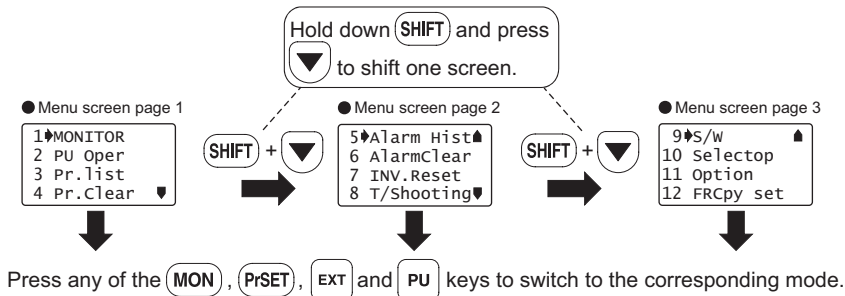 Hold down SHIFT and press
▼ to shift one screen.
● Menu screen page 1
1 MONITOR
2 PU Oper
3 Pr.list
4 Pr.Clear
SHIFT + ▼
● Menu screen page 2
5 Alarm Hist
6 AlarmClear
7 INV.Reset
8 T/Shooting
SHIFT + ▼
● Menu screen page 3
9 S/W
10 Selectop
11 Option
12 FRCpy set
Press any of the MON , PrSET , EXT and PU keys to switch to the corresponding mode.